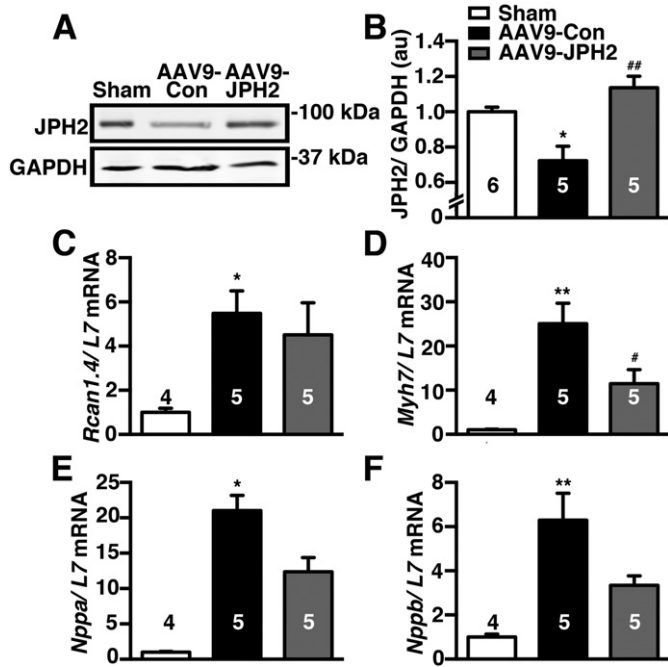 A
Sham
AAV9-Con
AAV9-JPH2
JPH2
-100 kDa
GAPDH
-37 kDa
B
Sham
AAV9-Con
AAV9-JPH2
JPH2/ GAPDH (au)
1.4
1.2
1.0
0.8
0.6
0
6
*
5
##
5
C
Rcan1.4/ L7 mRNA
8
6
4
2
0
4
*
5
5
D
Myh7/ L7 mRNA
40
30
20
10
0
4
**
5
#
5
E
Nppa/ L7 mRNA
25
20
15
10
5
0
4
*
5
5
F
Nppb/ L7 mRNA
8
6
4
2
0
4
**
5
5